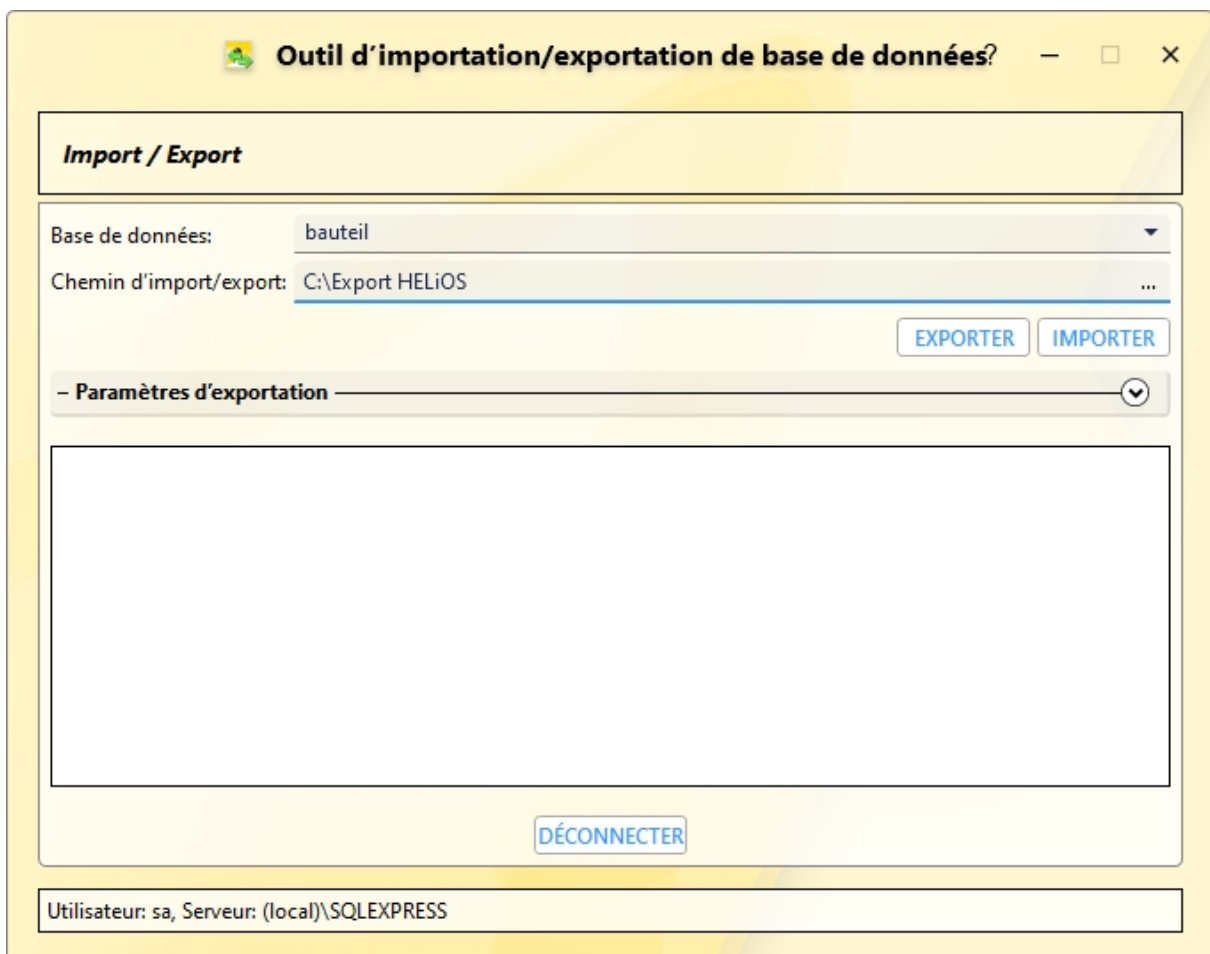 Outil d'importation/exportation de base de données?
Import / Export
Base de données: bauteil
Chemin d'import/export: C:\Export HELiOS ...
EXPORTER IMPORTER
– Paramètres d'exportation
DÉCONNECTER
Utilisateur: sa, Serveur: (local)\SQLEXPRESS